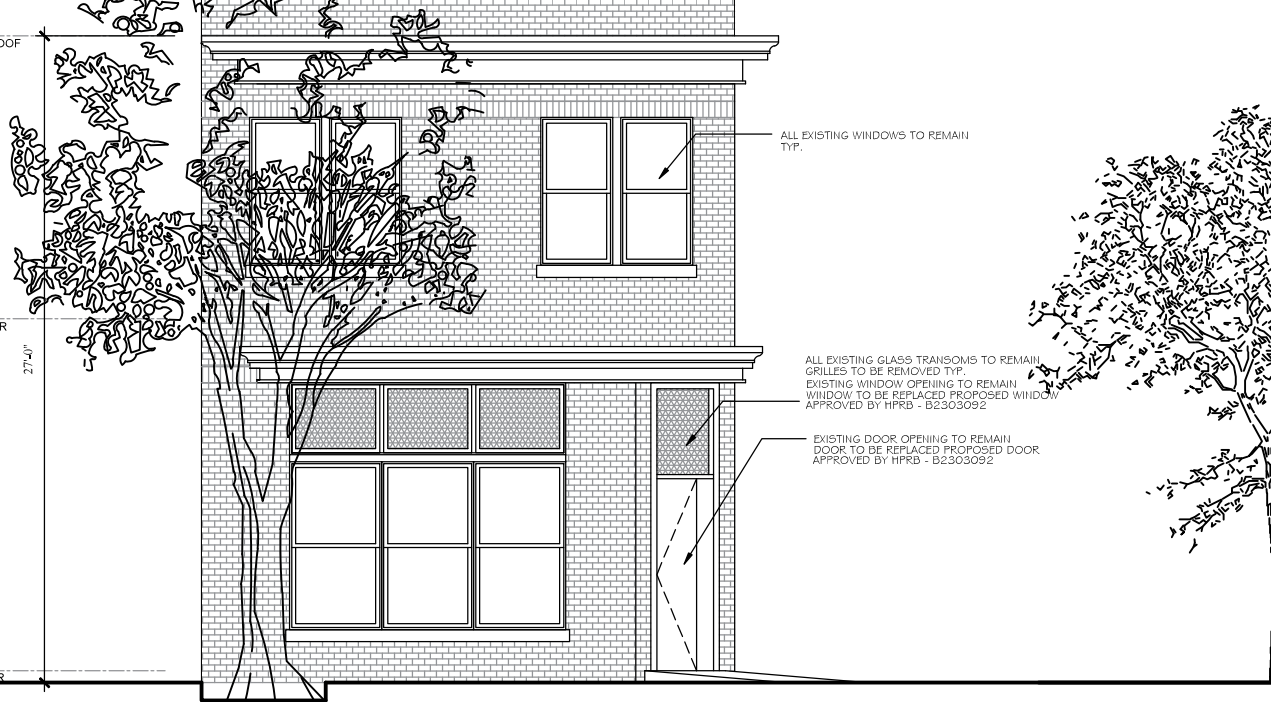 OOF
ALL EXISTING WINDOWS TO REMAIN
TYP.
R
27'-0"
ALL EXISTING GLASS TRANSOMS TO REMAIN
GRILLES TO BE REMOVED TYP.
EXISTING WINDOW OPENING TO REMAIN
WINDOW TO BE REPLACED PROPOSED WINDOW
APPROVED BY HPRB - B2303092
EXISTING DOOR OPENING TO REMAIN
DOOR TO BE REPLACED PROPOSED DOOR
APPROVED BY HPRB - B2303092
R